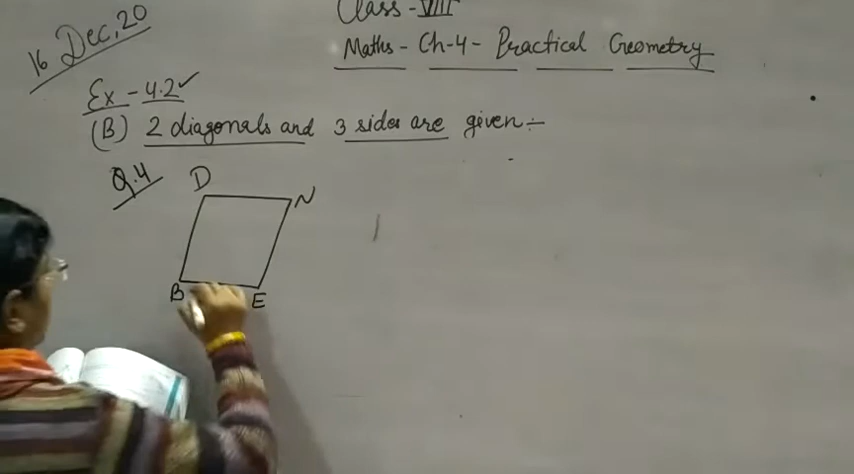 16 Dec, 20
Class - VIII
Maths - Ch-4 - Practical Geometry
Ex - 4.2 ✓
(B) 2 diagonals and 3 sides are given :-
Q.4
D
N
B
E